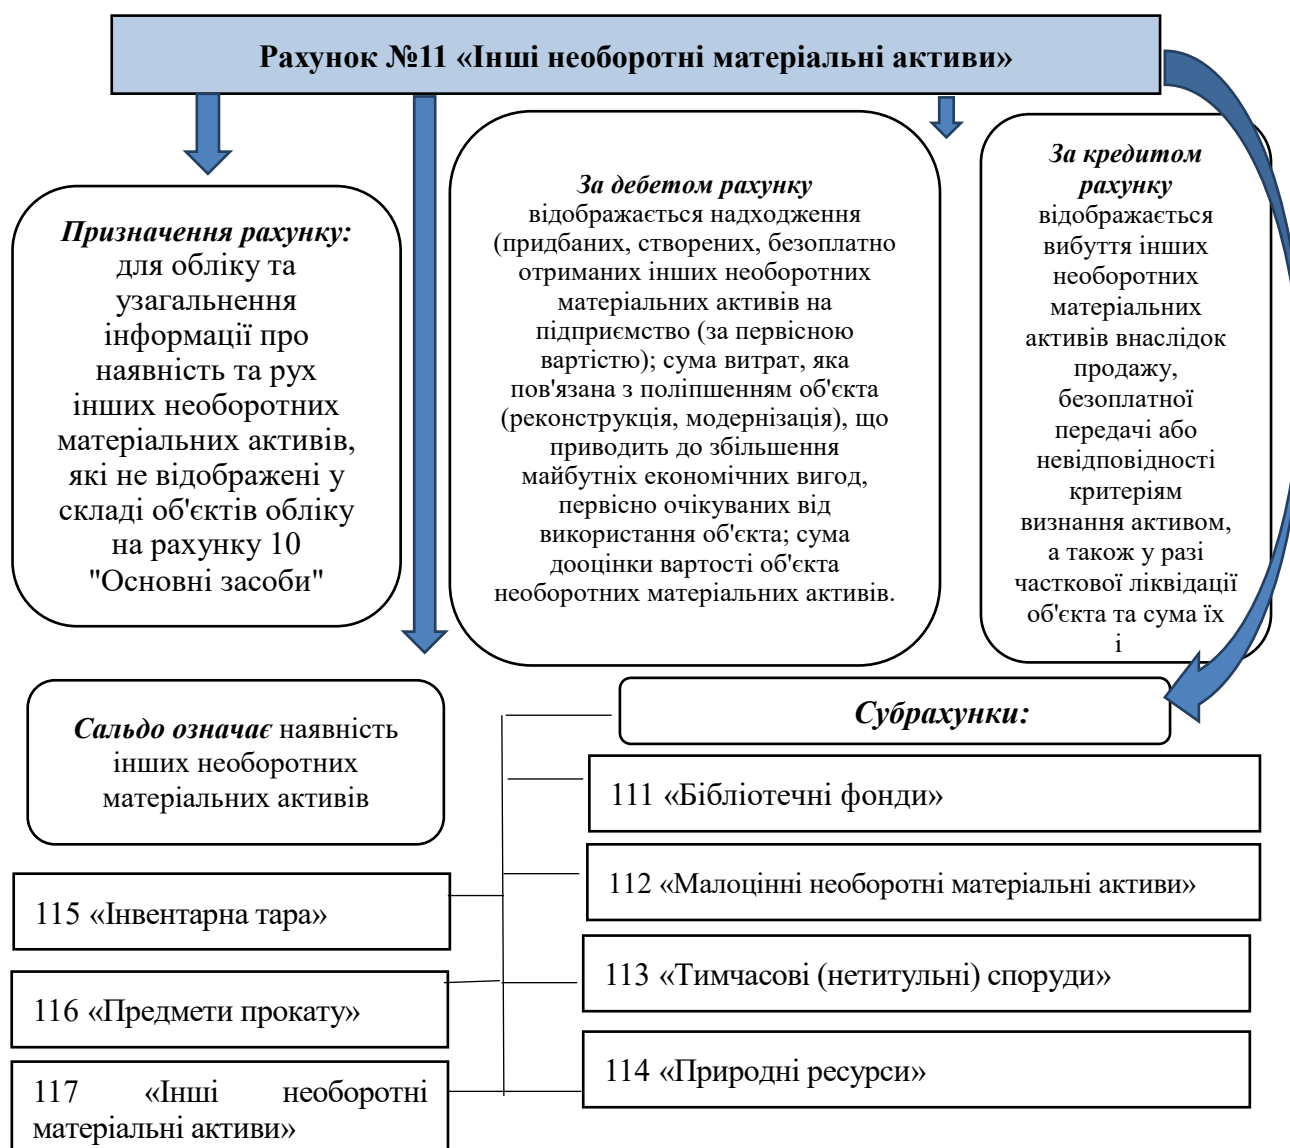 Рахунок №11 «Інші необоротні матеріальні активи»
Призначення рахунку:
для обліку та
узагальнення
інформації про
наявність та рух
інших необоротних
матеріальних активів,
які не відображені у
складі об'єктів обліку
на рахунку 10
"Основні засоби"
За дебетом рахунку
відображається надходження
(придбаних, створених, безоплатно
отриманих інших необоротних
матеріальних активів на
підприємство (за первісною
вартістю); сума витрат, яка
пов'язана з поліпшенням об'єкта
(реконструкція, модернізація), що
приводить до збільшення
майбутніх економічних вигод,
первісно очікуваних від
використання об'єкта; сума
дооцінки вартості об'єкта
необоротних матеріальних активів.
За кредитом
рахунку
відображається
вибуття інших
необоротних
матеріальних
активів внаслідок
продажу,
безоплатної
передачі або
невідповідності
критеріям
визнання активом,
а також у разі
часткової ліквідації
об'єкта та сума їх
і
Сальдо означає наявність
інших необоротних
матеріальних активів
Субрахунки:
111 «Бібліотечні фонди»
112 «Малоцінні необоротні матеріальні активи»
113 «Тимчасові (нетитульні) споруди»
114 «Природні ресурси»
115 «Інвентарна тара»
116 «Предмети прокату»
117 «Інші необоротні
матеріальні активи»